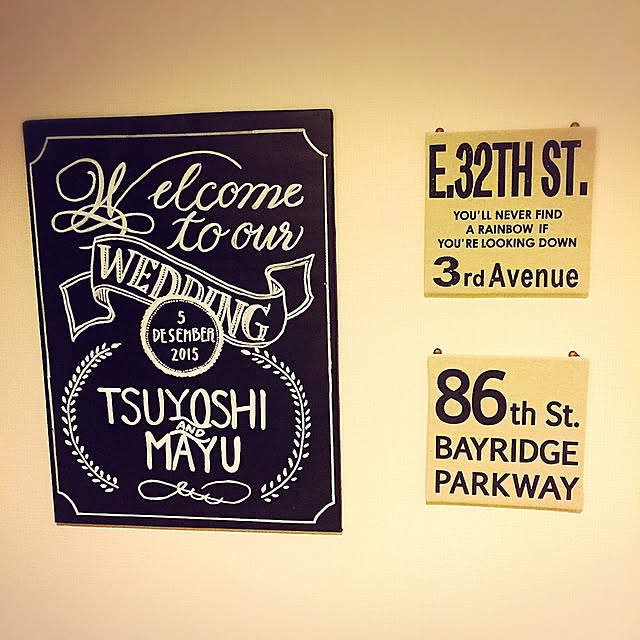 Welcome
to our
WEDDING
5
DESEMBER
2015
TSUYOSHI
AND
MAYU
E.32TH ST.
YOU'LL NEVER FIND
A RAINBOW IF
YOU'RE LOOKING DOWN
3rd Avenue
86th St.
BAYRIDGE
PARKWAY